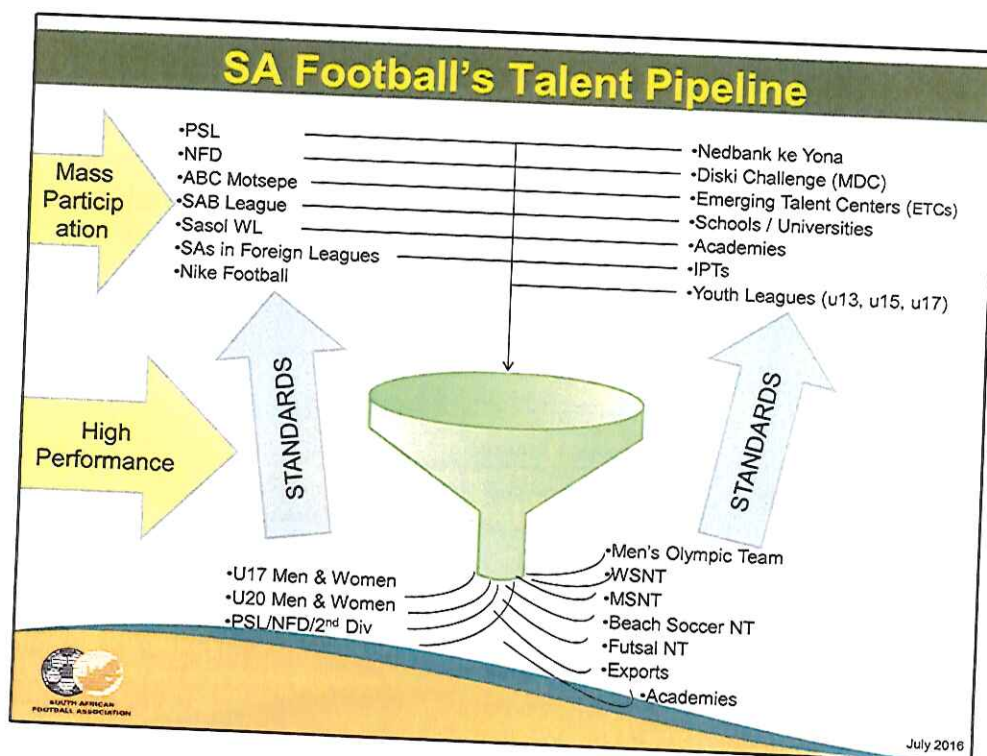 SA Football's Talent Pipeline
Mass
Particip
ation
•PSL
•NFD
•ABC Motsepe
•SAB League
•Sasol WL
•SAs in Foreign Leagues
•Nike Football
•Nedbank ke Yona
•Diski Challenge (MDC)
•Emerging Talent Centers (ETCs)
•Schools / Universities
•Academies
•IPTs
•Youth Leagues (u13, u15, u17)
High
Performance
STANDARDS
STANDARDS
•U17 Men & Women
•U20 Men & Women
•PSL/NFD/2nd Div
•Men's Olympic Team
•WSNT
•MSNT
•Beach Soccer NT
•Futsal NT
•Exports
•Academies
SOUTH AFRICAN
FOOTBALL ASSOCIATION
July 2016